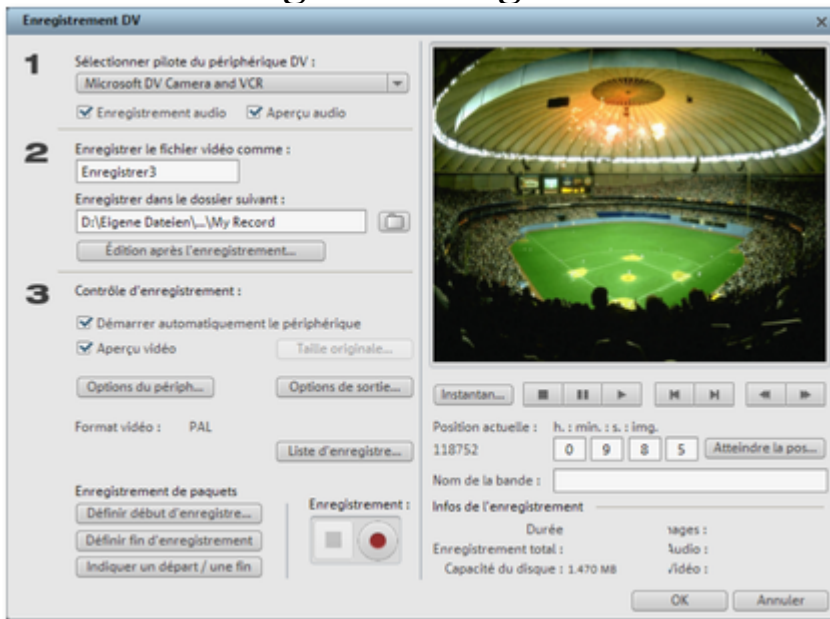 Enregistrement DV
1
Sélectionner pilote du périphérique DV :
Microsoft DV Camera and VCR
Enregistrement audio Aperçu audio
2
Enregistrer le fichier vidéo comme :
Enregistrer3
Enregistrer dans le dossier suivant :
D:\Eigene Dateien\_...\My Record
Édition après l'enregistrement...
3
Contrôle d'enregistrement :
Démarrer automatiquement le périphérique
Aperçu vidéo Taille originale...
Options du périph... Options de sortie...
Format vidéo : PAL
Liste d'enregistre...
Enregistrement de paquets
Définir début d'enregistre...
Définir fin d'enregistrement
Indiquer un départ / une fin
Enregistrement :
Instantan...
Position actuelle : h. : min. : s. : img.
118752 0 9 8 5 Atteindre la pos...
Nom de la bande :
Infos de l'enregistrement
Durée mages :
Enregistrement total : Audio :
Capacité du disque : 1.470 MB Vidéo :
OK Annuler